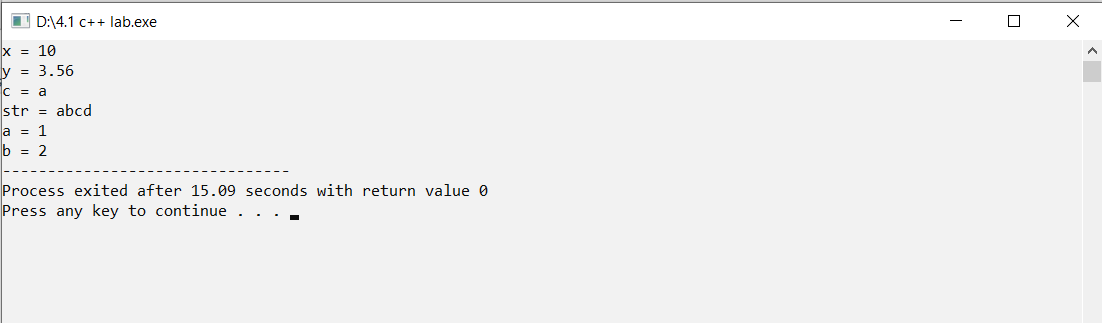 D:\4.1 c++ lab.exe
x = 10
y = 3.56
c = a
str = abcd
a = 1
b = 2
--------------------------------
Process exited after 15.09 seconds with return value 0
Press any key to continue . . .